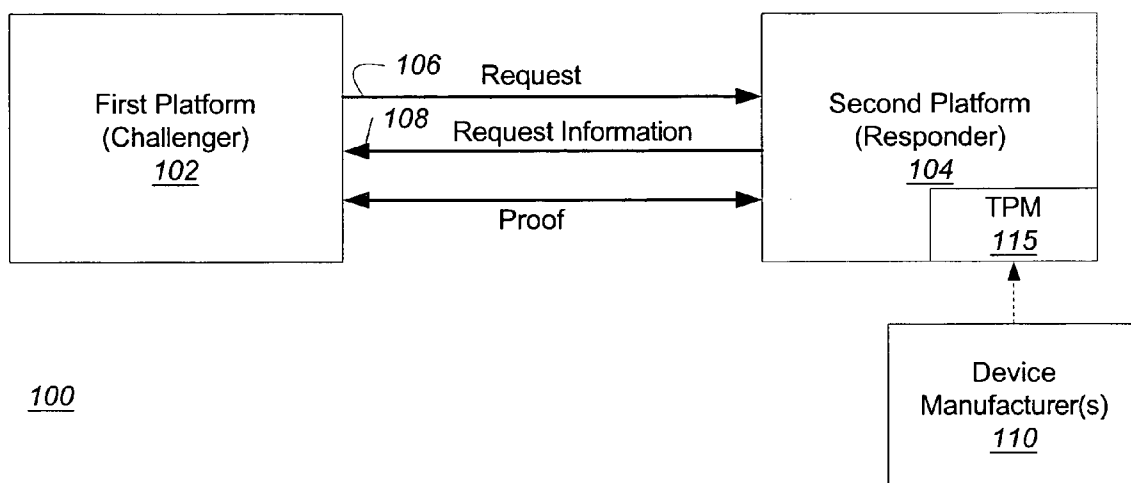 First Platform
(Challenger)
102
106
Request
108
Request Information
Proof
Second Platform
(Responder)
104
TPM
115
Device
Manufacturer(s)
110
100